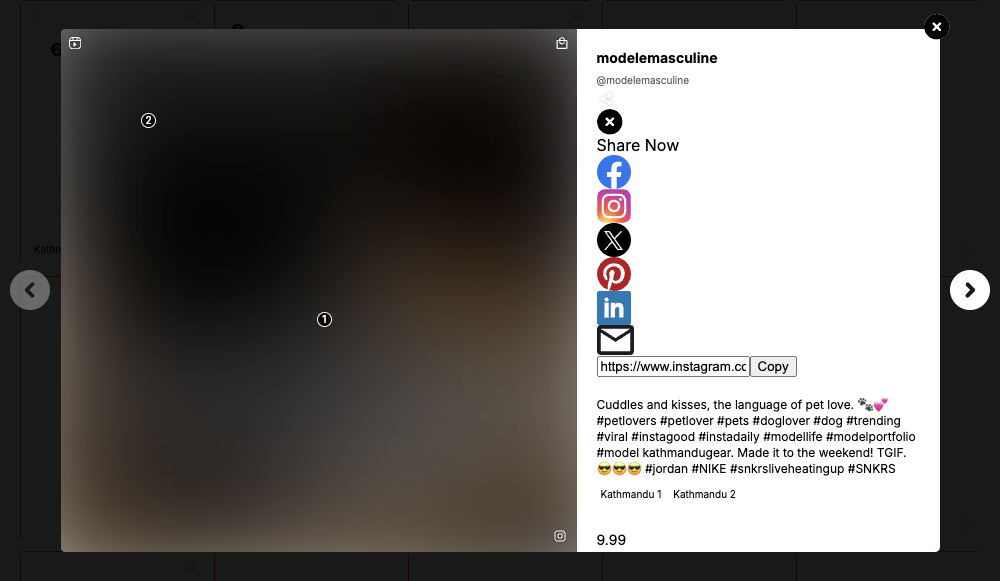 modelemasculine
@modelemasculine
2
Share Now
Kathm
1
https://www.instagram.cc
Copy
Cuddles and kisses, the language of pet love. 🐾💕
#petlovers #petlover #pets #doglover #dog #trending
#viral #instagood #instadaily #modellife #modelportfolio
#model kathmandugear. Made it to the weekend! TGIF.
😎😎😎 #jordan #NIKE #snkrsliveheatingup #SNKRS
Kathmandu 1 Kathmandu 2
9.99